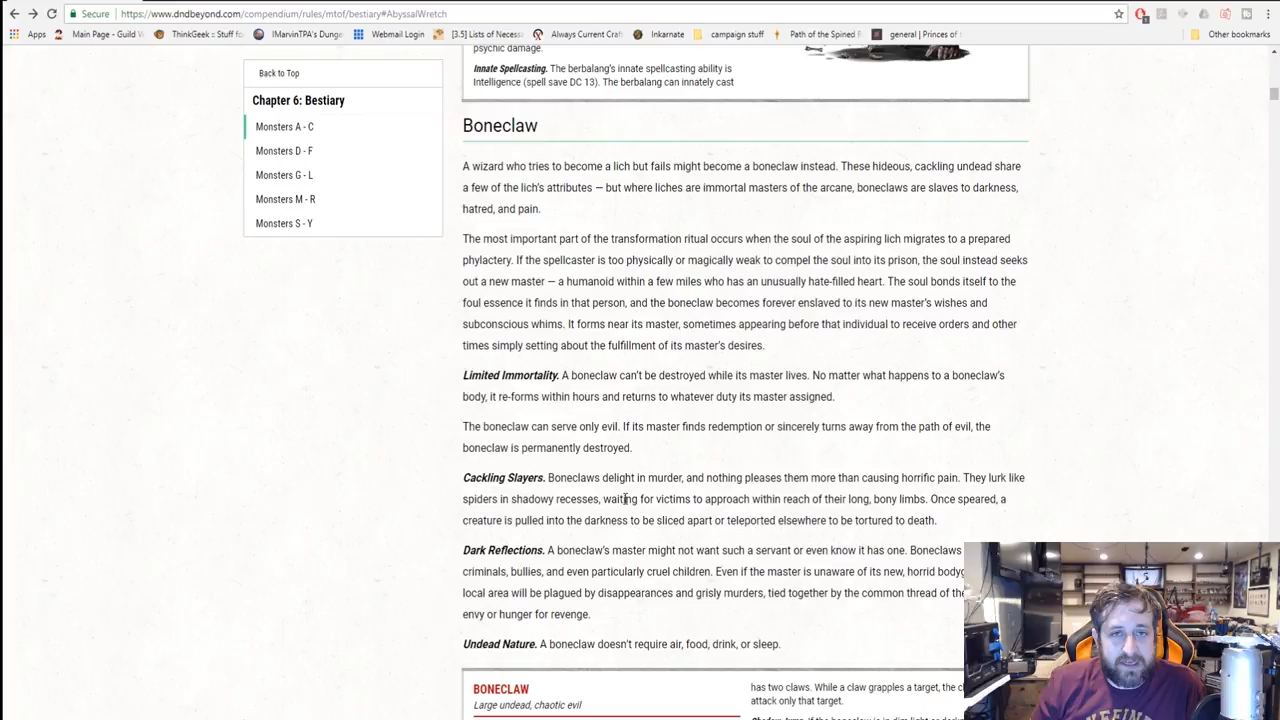 Secure https://www.dndbeyond.com/compendium/rules/mtof/bestiary#AbyssalWretch
Apps Main Page - Guild W ThinkGeek :: Stuff fo IMarvinTPA's Dungeon Webmail Login [3.5] Lists of Necessa Always Current Craf Inkarnate campaign stuff Path of the Spined R general | Princes of Other bookmarks
psychic damage.
Innate Spellcasting. The berbalang's innate spellcasting ability is
Intelligence (spell save DC 13). The berbalang can innately cast
Back to Top
Chapter 6: Bestiary
Monsters A - C
Monsters D - F
Monsters G - L
Monsters M - R
Monsters S - Y
Boneclaw
A wizard who tries to become a lich but fails might become a boneclaw instead. These hideous, cackling undead share
a few of the lich's attributes — but where liches are immortal masters of the arcane, boneclaws are slaves to darkness,
hatred, and pain.
The most important part of the transformation ritual occurs when the soul of the aspiring lich migrates to a prepared
phylactery. If the spellcaster is too physically or magically weak to compel the soul into its prison, the soul instead seeks
out a new master — a humanoid within a few miles who has an unusually hate-filled heart. The soul bonds itself to the
foul essence it finds in that person, and the boneclaw becomes forever enslaved to its new master's wishes and
subconscious whims. It forms near its master, sometimes appearing before that individual to receive orders and other
times simply setting about the fulfillment of its master's desires.
Limited Immortality. A boneclaw can't be destroyed while its master lives. No matter what happens to a boneclaw's
body, it re-forms within hours and returns to whatever duty its master assigned.
The boneclaw can serve only evil. If its master finds redemption or sincerely turns away from the path of evil, the
boneclaw is permanently destroyed.
Cackling Slayers. Boneclaws delight in murder, and nothing pleases them more than causing horrific pain. They lurk like
spiders in shadowy recesses, waiting for victims to approach within reach of their long, bony limbs. Once speared, a
creature is pulled into the darkness to be sliced apart or teleported elsewhere to be tortured to death.
Dark Reflections. A boneclaw's master might not want such a servant or even know it has one. Boneclaws
criminals, bullies, and even particularly cruel children. Even if the master is unaware of its new, horrid body
local area will be plagued by disappearances and grisly murders, tied together by the common thread of the
envy or hunger for revenge.
Undead Nature. A boneclaw doesn't require air, food, drink, or sleep.
BONECLAW
Large undead, chaotic evil
has two claws. While a claw grapples a target, the c
attack only that target.